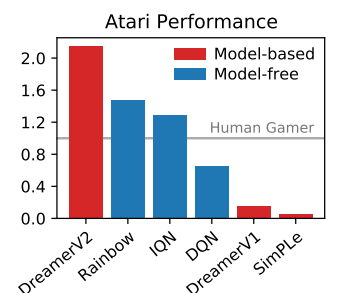 Atari Performance
Model-based
Model-free
Human Gamer
2.0
1.6
1.2
0.8
0.4
0.0
DreamerV2
Rainbow
IQN
DQN
DreamerV1
SimPLe